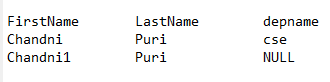 FirstName LastName depname
Chandni Puri cse
Chandni1 Puri NULL